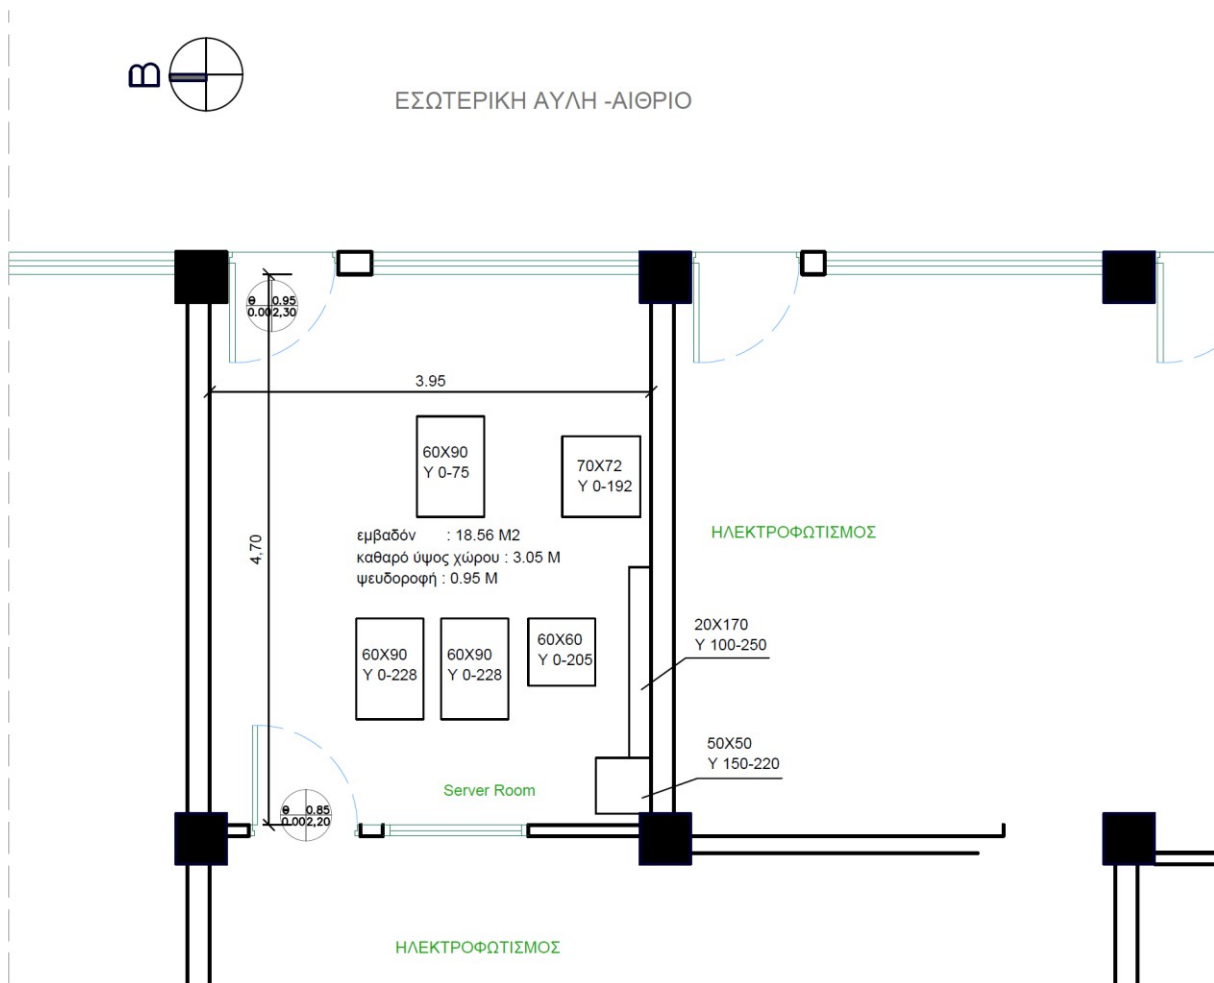 B
ΕΣΩΤΕΡΙΚΗ ΑΥΛΗ -ΑΙΘΡΙΟ
Θ 0.95
0.00 2,30
3.95
60X90
Y 0-75
70X72
Y 0-192
4.70
εμβαδόν : 18.56 M2
καθαρό ύψος χώρου : 3.05 M
ψευδοροφή : 0.95 M
ΗΛΕΚΤΡΟΦΩΤΙΣΜΟΣ
60X90
Y 0-228
60X90
Y 0-228
60X60
Y 0-205
20X170
Y 100-250
50X50
Y 150-220
Server Room
Θ 0.85
0.00 2,20
ΗΛΕΚΤΡΟΦΩΤΙΣΜΟΣ